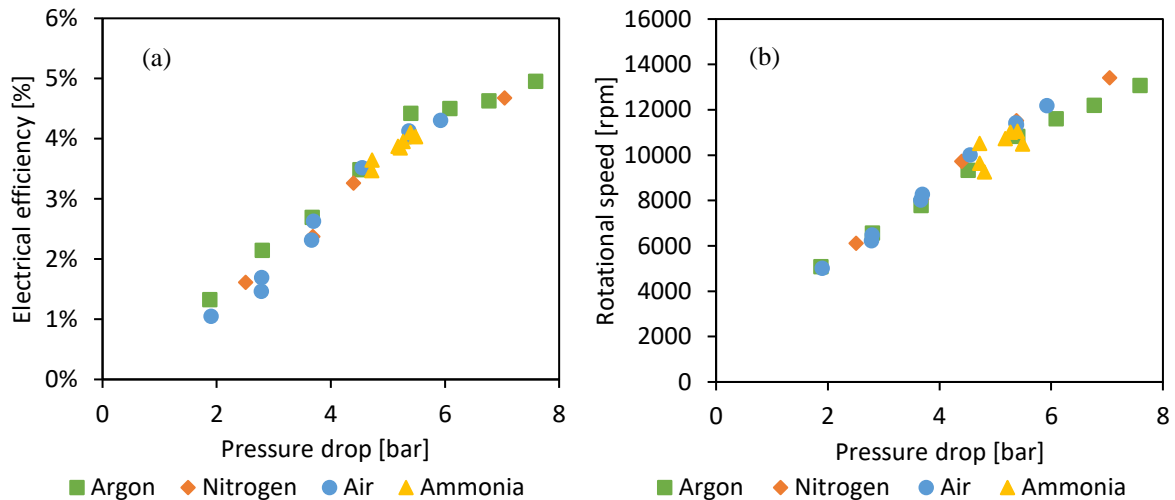 (a)
Electrical efficiency [%]
6%
5%
4%
3%
2%
1%
0%
0 2 4 6 8
Pressure drop [bar]
Argon Nitrogen Air Ammonia
(b)
Rotational speed [rpm]
16000
14000
12000
10000
8000
6000
4000
2000
0
0 2 4 6 8
Pressure drop [bar]
Argon Nitrogen Air Ammonia